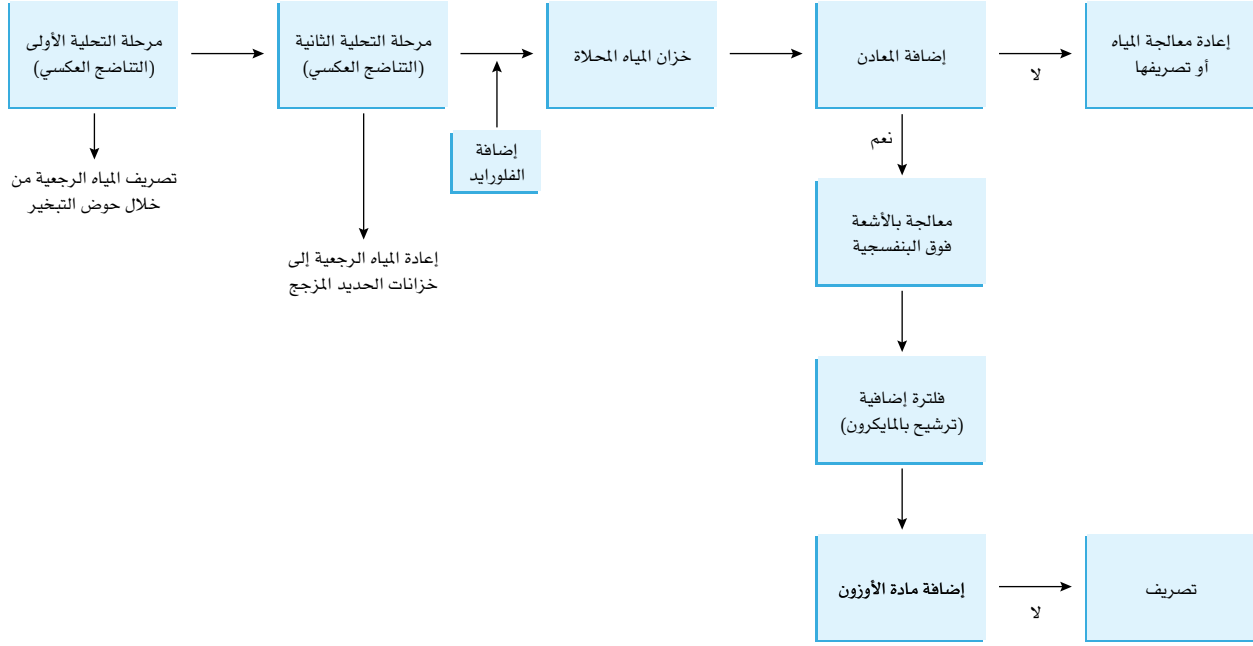 مرحلة التحلية الأولى
(التناضج العكسي)
مرحلة التحلية الثانية
(التناضج العكسي)
خزان المياه المحلاة
إضافة المعادن
إعادة معالجة المياه
أو تصريفها
لا
نعم
إضافة
الفلورايد
تصريف المياه الرجعية من
خلال حوض التبخير
معالجة بالأشعة
فوق البنفسجية
إعادة المياه الرجعية إلى
خزانات الحديد المزجج
فلترة إضافية
(ترشيح بالمايكرون)
إضافة مادة الأوزون
لا
تصريف